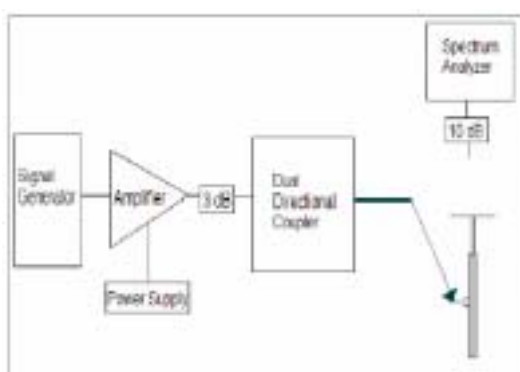 Spectrum
Analyzer
10 dB
Signal
Generator
Amplifier
3 dB
Dual
Directional
Coupler
Power Supply